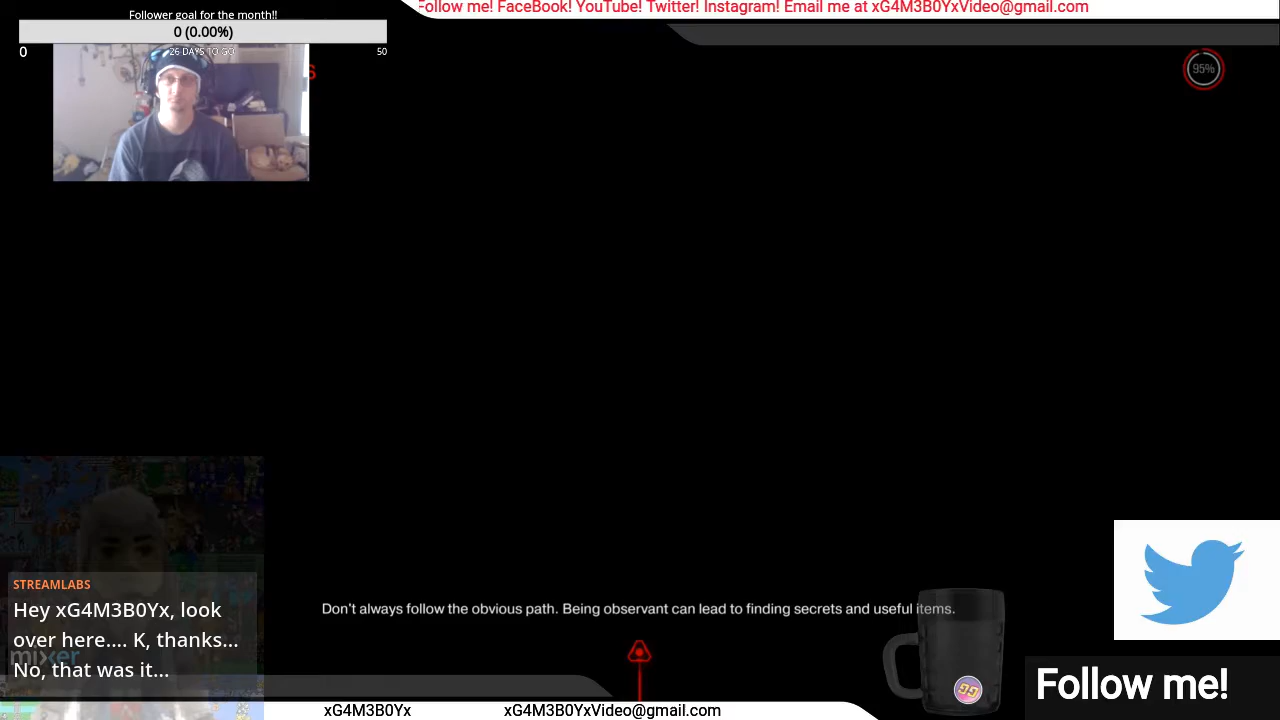 Follower goal for the month!!
0 (0.00%)
26 DAYS TO GO
0
50
Follow me! FaceBook! YouTube! Twitter! Instagram! Email me at xG4M3B0YxVideo@gmail.com
95%
STREAMLABS
Hey xG4M3B0Yx, look
over here.... K, thanks...
No, that was it...
mixer
Don't always follow the obvious path. Being observant can lead to finding secrets and useful items.
Follow me!
xG4M3B0Yx
xG4M3B0YxVideo@gmail.com